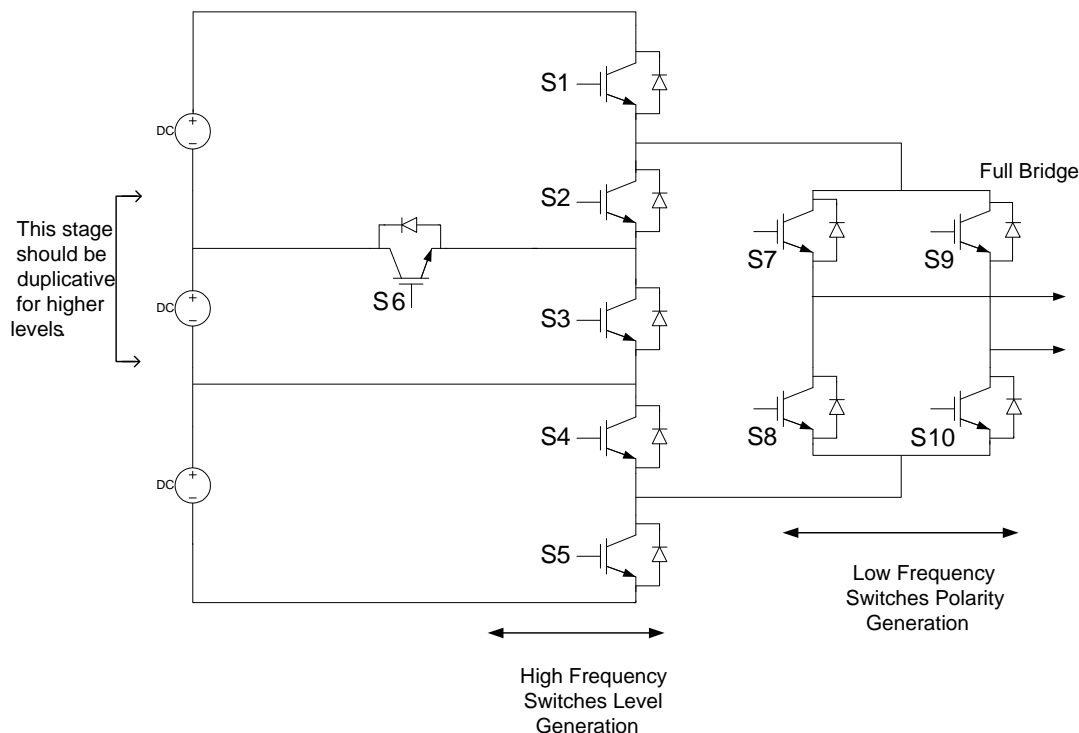 S1
+
DC
−
S2
Full Bridge
This stage
should be
duplicative
for higher
levels.
S7
S9
S6
+
DC
−
S3
S4
S8
S10
+
DC
−
S5
Low Frequency
Switches Polarity
Generation
High Frequency
Switches Level
Generation